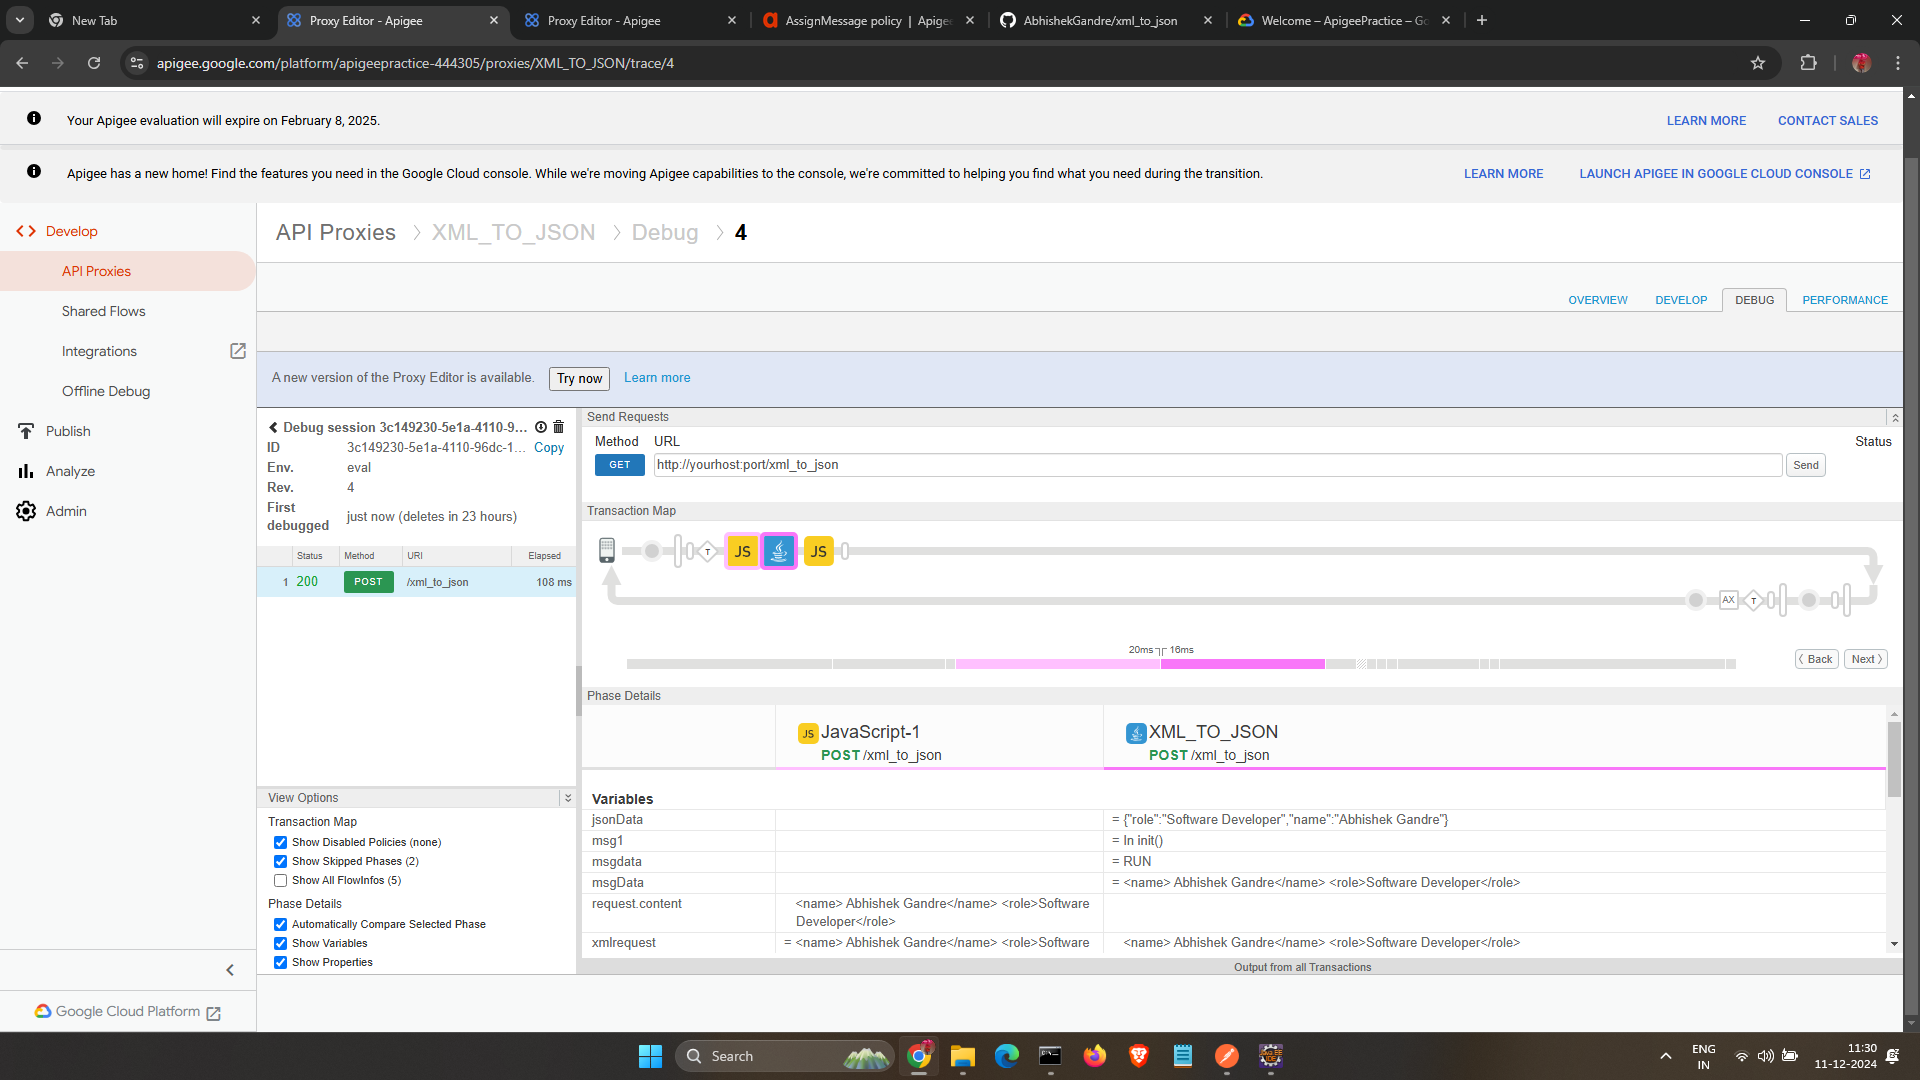 New Tab
Proxy Editor - Apigee
Proxy Editor - Apigee
AssignMessage policy | Apigee
AbhishekGandre/xml_to_json
Welcome – ApigeePractice – Go
apigee.google.com/platform/apigeepractice-444305/proxies/XML_TO_JSON/trace/4
Your Apigee evaluation will expire on February 8, 2025.
LEARN MORE
CONTACT SALES
Apigee has a new home! Find the features you need in the Google Cloud console. While we're moving Apigee capabilities to the console, we're committed to helping you find what you need during the transition.
LEARN MORE
LAUNCH APIGEE IN GOOGLE CLOUD CONSOLE
Develop
API Proxies
Shared Flows
Integrations
Offline Debug
Publish
Analyze
Admin
Google Cloud Platform
API Proxies > XML_TO_JSON > Debug > 4
OVERVIEW
DEVELOP
DEBUG
PERFORMANCE
A new version of the Proxy Editor is available.
Try now
Learn more
Debug session 3c149230-5e1a-4110-9...
ID 3c149230-5e1a-4110-96dc-1... Copy
Env. eval
Rev. 4
First debugged just now (deletes in 23 hours)
Status Method URI Elapsed
1 200 POST /xml_to_json 108 ms
View Options
Transaction Map
Show Disabled Policies (none)
Show Skipped Phases (2)
Show All FlowInfos (5)
Phase Details
Automatically Compare Selected Phase
Show Variables
Show Properties
Send Requests
Method URL Status
GET http://yourhost:port/xml_to_json Send
Transaction Map
T JS JS
AX T
20ms 16ms
Back Next
Phase Details
JS JavaScript-1
POST /xml_to_json
XML_TO_JSON
POST /xml_to_json
Variables
jsonData = {"role":"Software Developer","name":"Abhishek Gandre"}
msg1 = In init()
msgdata = RUN
msgData = <name> Abhishek Gandre</name> <role>Software Developer</role>
request.content <name> Abhishek Gandre</name> <role>Software
Developer</role>
xmlrequest = <name> Abhishek Gandre</name> <role>Software <name> Abhishek Gandre</name> <role>Software Developer</role>
Output from all Transactions
Search
ENG
IN
11:30
11-12-2024